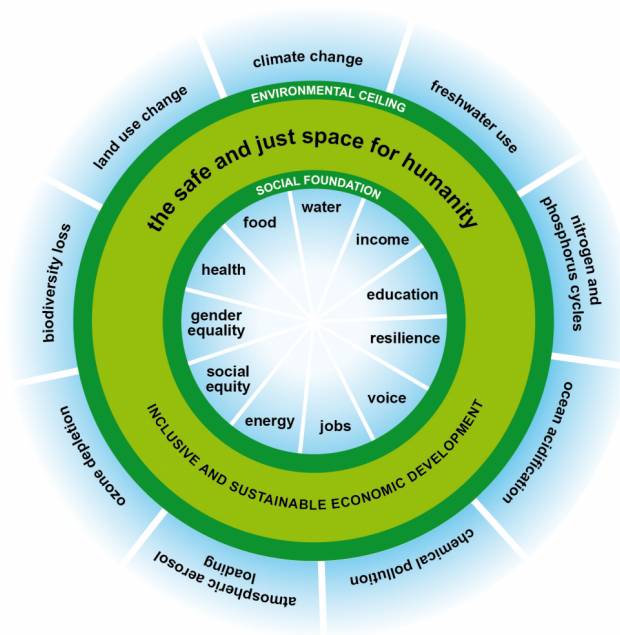 climate change
freshwater use
nitrogen and
phosphorus cycles
ocean acidification
chemical pollution
atmospheric aerosol
loading
ozone depletion
biodiversity loss
land use change
ENVIRONMENTAL CEILING
the safe and just space for humanity
SOCIAL FOUNDATION
water
income
education
resilience
voice
jobs
energy
social
equity
gender
equality
health
food
INCLUSIVE AND SUSTAINABLE ECONOMIC DEVELOPMENT